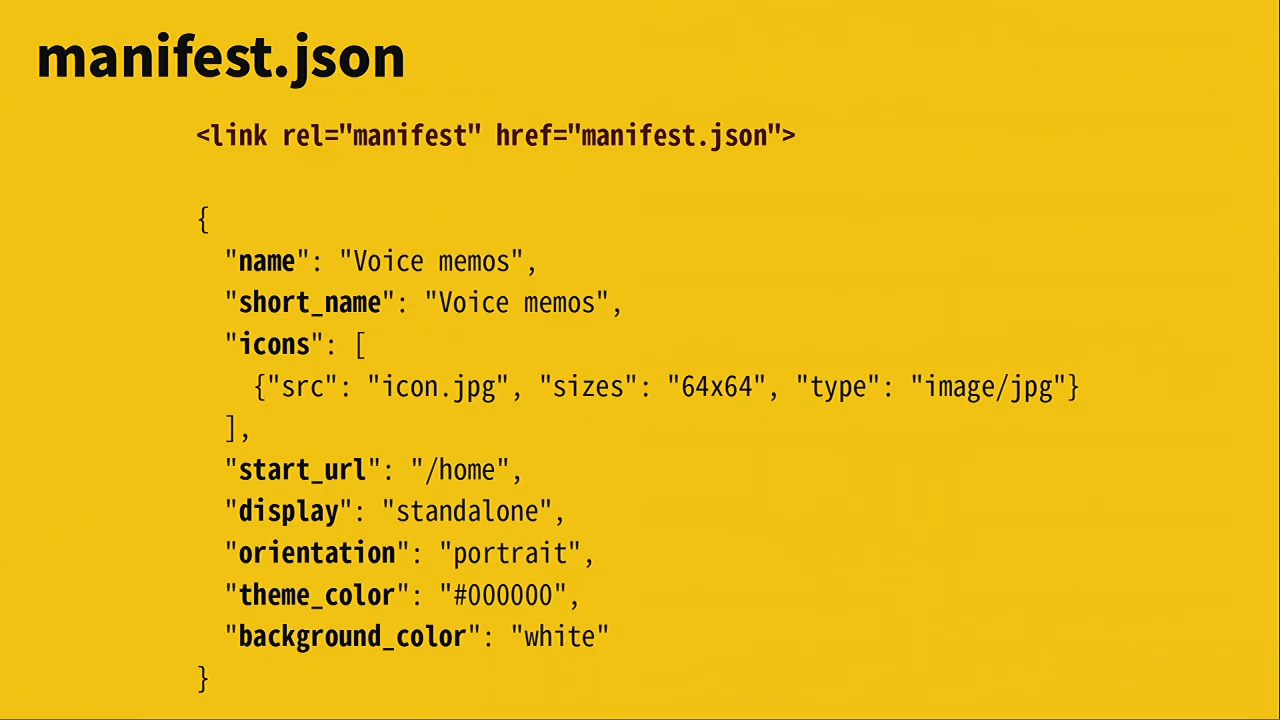 manifest.json
<link rel="manifest" href="manifest.json">
{
"name": "Voice memos",
"short_name": "Voice memos",
"icons": [
{"src": "icon.jpg", "sizes": "64x64", "type": "image/jpg"}
],
"start_url": "/home",
"display": "standalone",
"orientation": "portrait",
"theme_color": "#000000",
"background_color": "white"
}